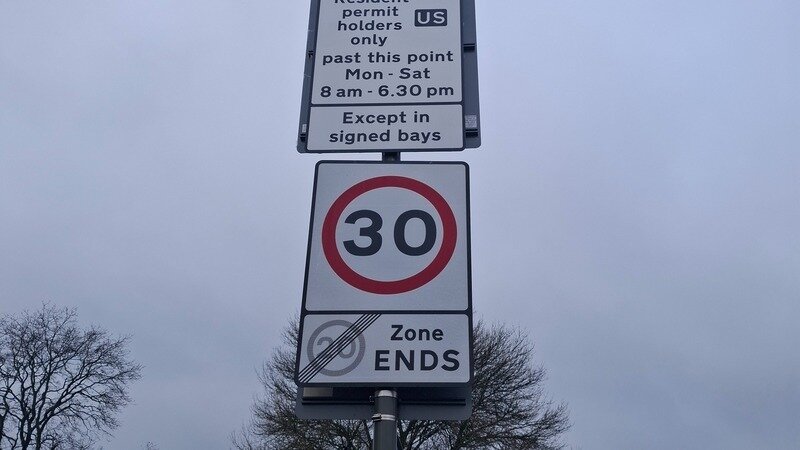 Resident
permit
holders US
only
past this point
Mon - Sat
8 am - 6.30 pm
Except in
signed bays
30
20 Zone
ENDS